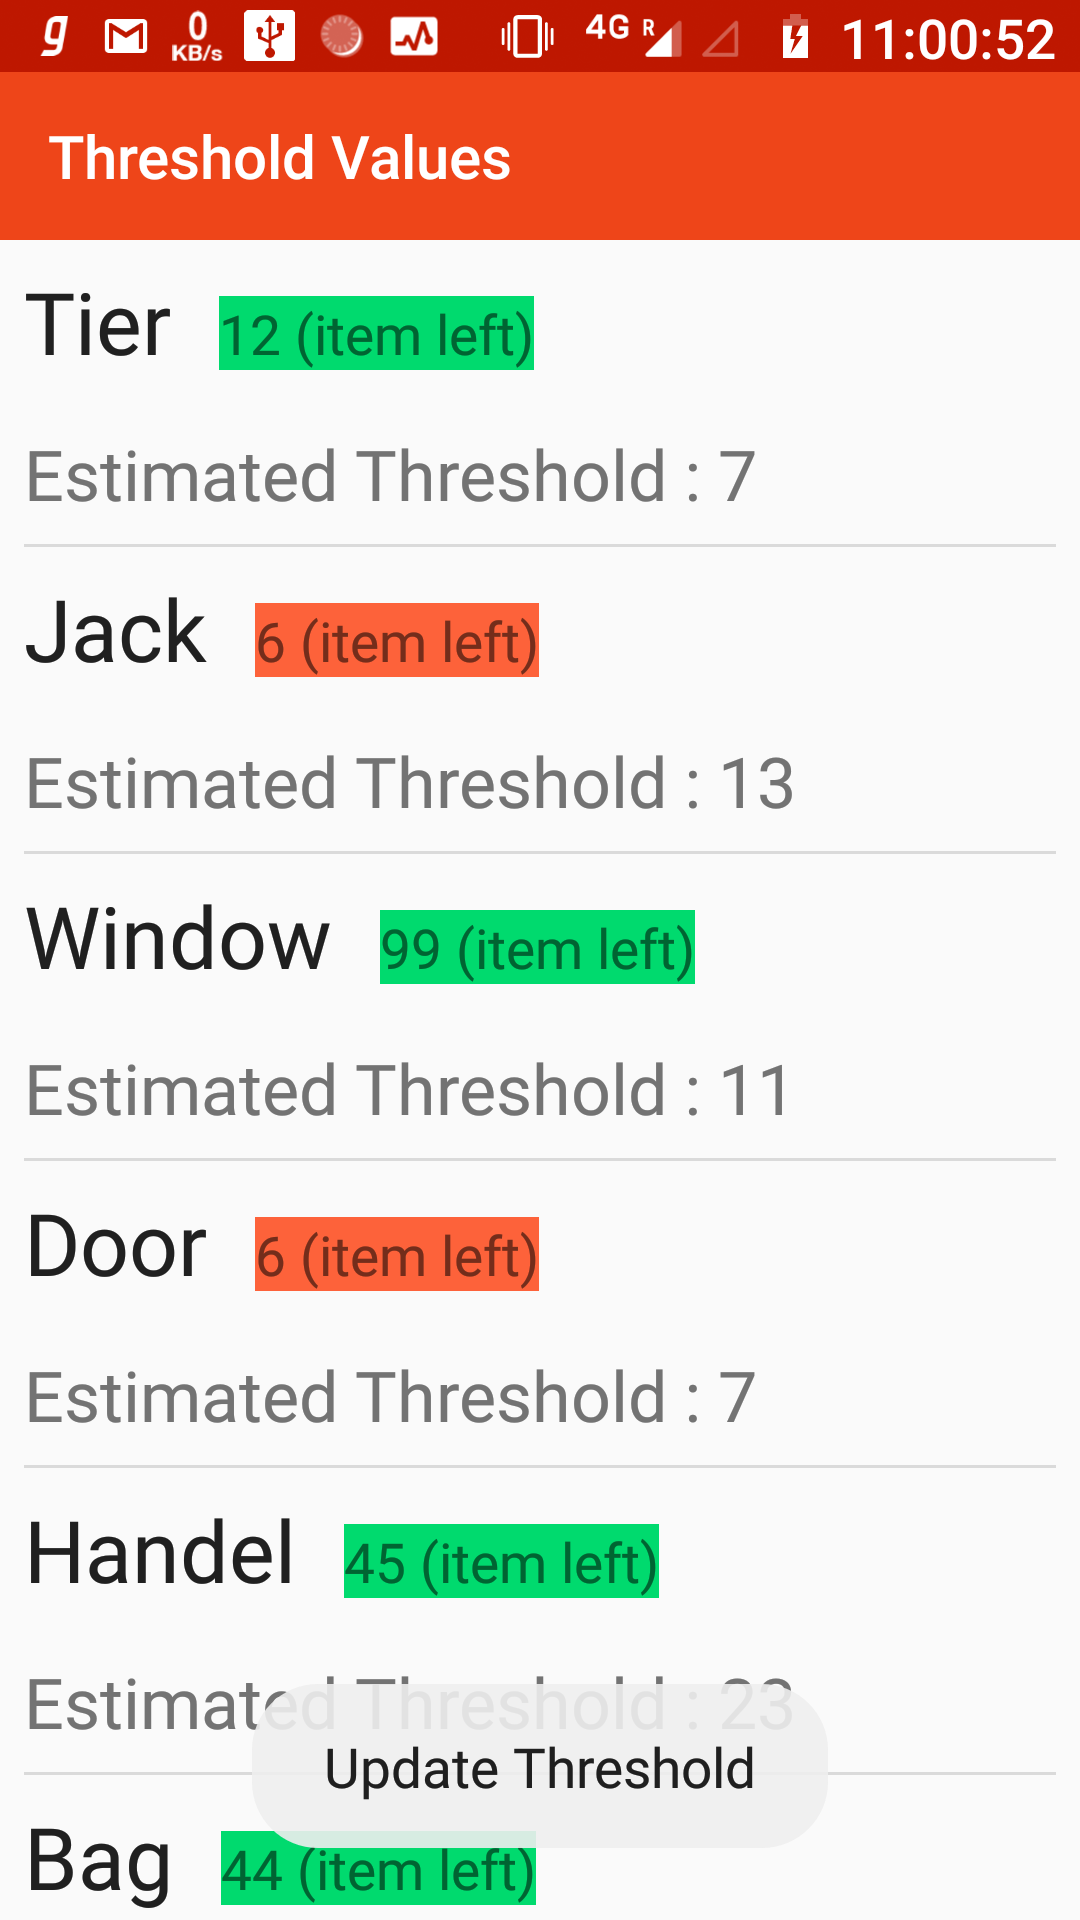 g 0 KB/s 4G R 11:00:52
Threshold Values
Tier 12 (item left)
Estimated Threshold : 7
Jack 6 (item left)
Estimated Threshold : 13
Window 99 (item left)
Estimated Threshold : 11
Door 6 (item left)
Estimated Threshold : 7
Handel 45 (item left)
Estimated Threshold : 23
Update Threshold
Bag 44 (item left)